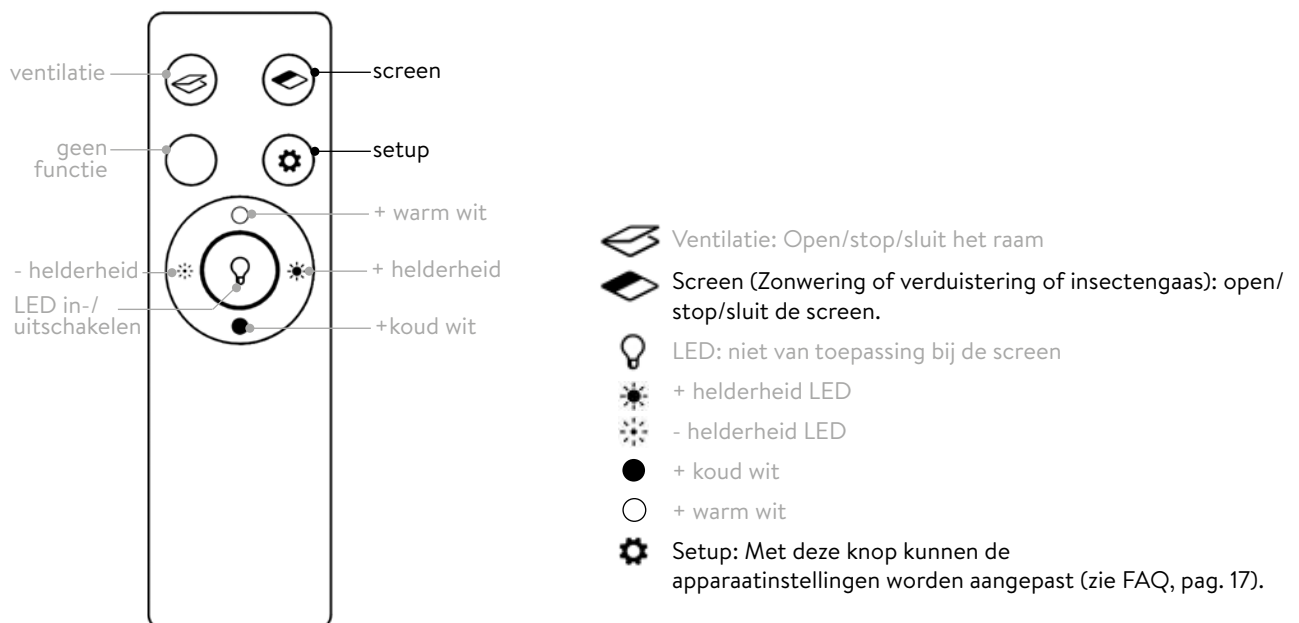 ventilatie
screen
geen
functie
setup
+ warm wit
- helderheid
+ helderheid
LED in-/
uitschakelen
+koud wit
Ventilatie: Open/stop/sluit het raam
Screen (Zonwering of verduistering of insectengaas): open/
stop/sluit de screen.
LED: niet van toepassing bij de screen
+ helderheid LED
- helderheid LED
+ koud wit
+ warm wit
Setup: Met deze knop kunnen de
apparaatinstellingen worden aangepast (zie FAQ, pag. 17).